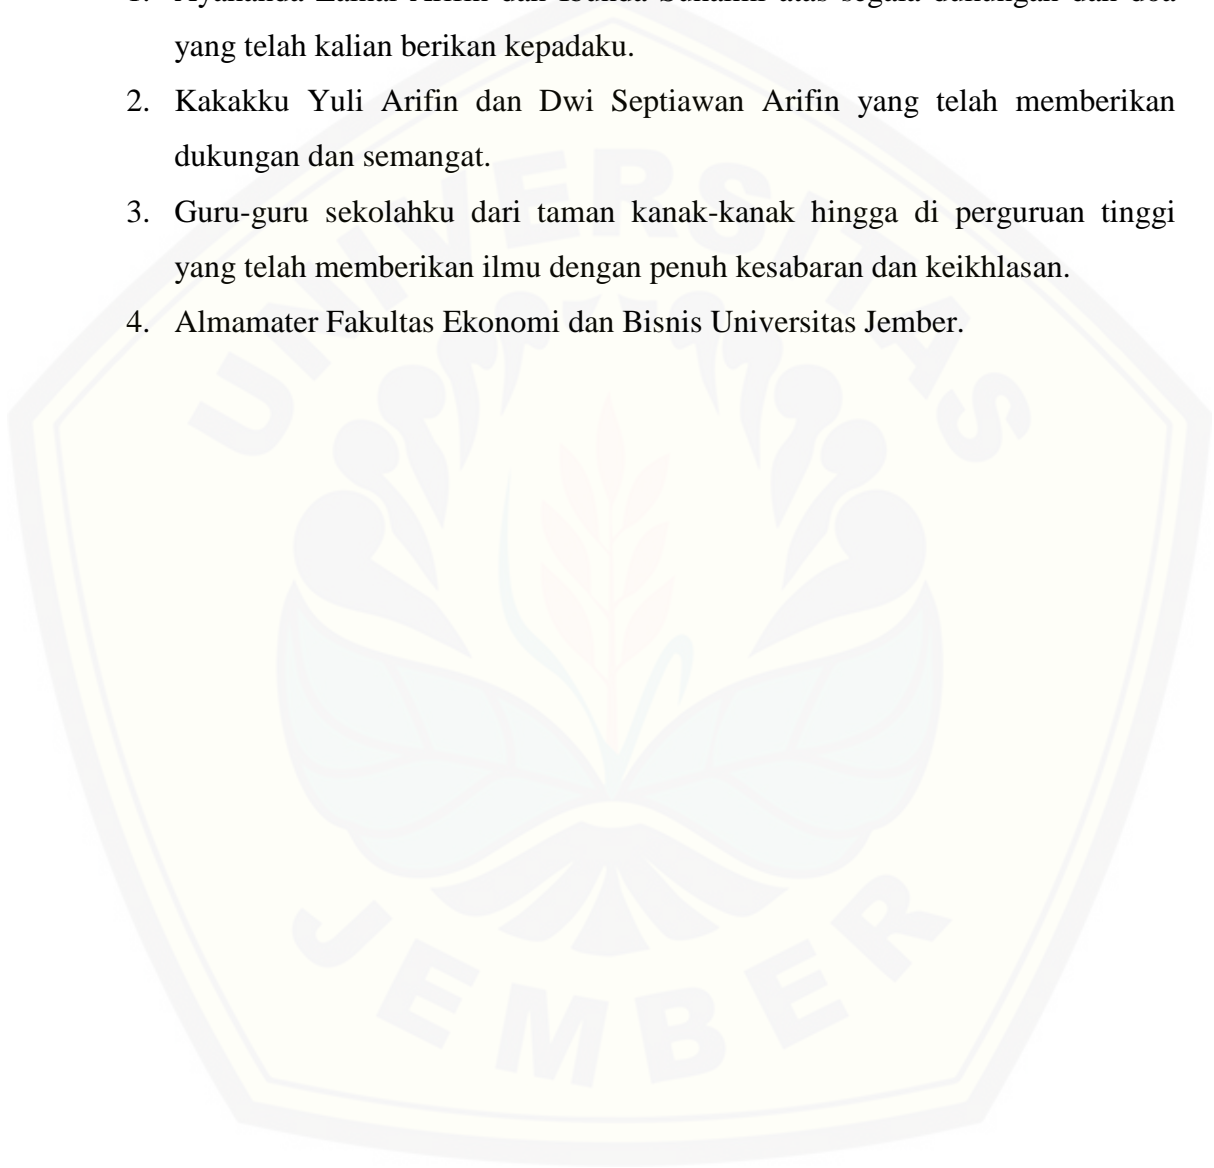 1. Ayahanda Zainal Arifin dan Ibunda atas segala dukungan dan doa
yang telah kalian berikan kepadaku.
2. Kakakku Yuli Arifin dan Dwi Septiawan Arifin yang telah memberikan
dukungan dan semangat.
3. Guru-guru sekolahku dari taman kanak-kanak hingga di perguruan tinggi
yang telah memberikan ilmu dengan penuh kesabaran dan keikhlasan.
4. Almamater Fakultas Ekonomi dan Bisnis Universitas Jember.
UNIVERSITAS
JEMBER